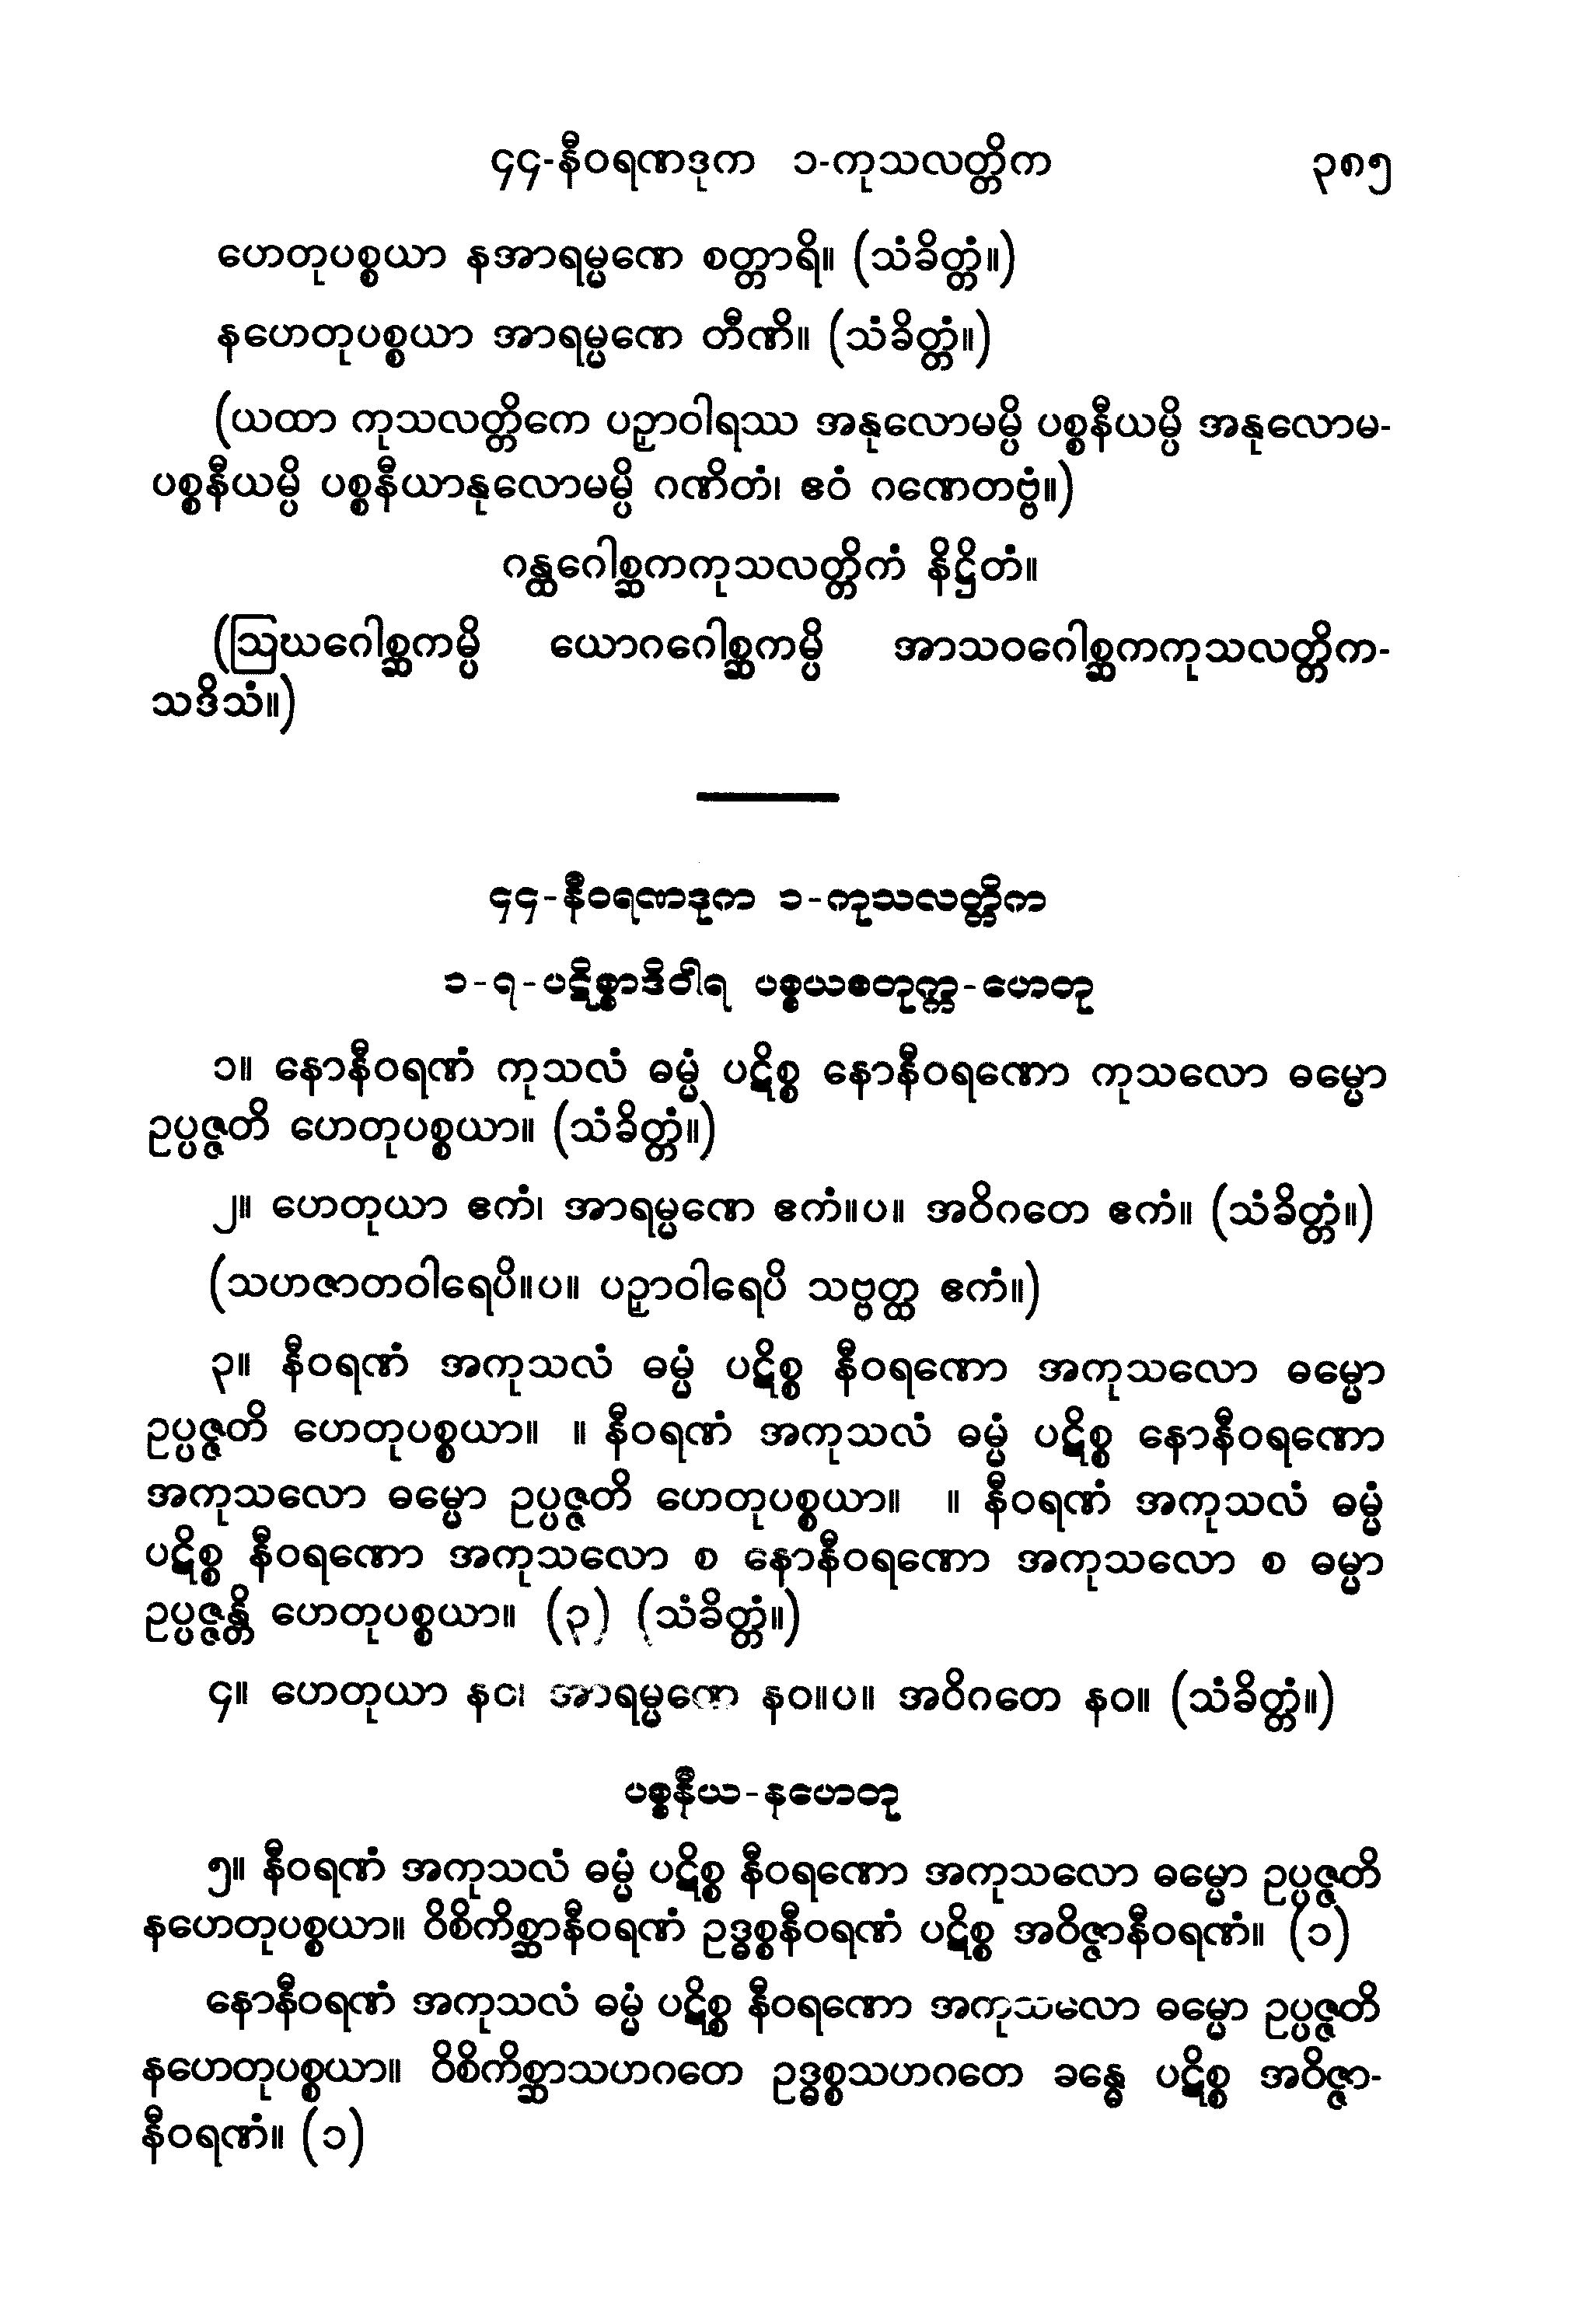 ၄၄-နီဝရဏဒုက ၁-ကုသလတ္တိက ၃၈၅
ဟေတုပစ္စယာ နအာရမ္မဏေ စတ္တာရိ။ (သံခိတ္တံ။)
နဟေတုပစ္စယာ အာရမ္မဏေ တီဏိ။ (သံခိတ္တံ။)
(ယထာ ကုသလတ္တိကေ ပဉှာဝါရဿ အနုလောမမ္ပိ ပစ္စနီယမ္ပိ အနုလောမ-
ပစ္စနီယမ္ပိ ပစ္စနီယာနုလောမမ္ပိ ဂဏိတံ၊ ဧဝံ ဂဏေတဗ္ဗံ။)
ဂန္ထဂေါစ္ဆကကုသလတ္တိကံ နိဋ္ဌိတံ။
(ဩဃဂေါစ္ဆကမ္ပိ ယောဂဂေါစ္ဆကမ္ပိ အာသဝဂေါစ္ဆကကုသလတ္တိက-
သဒိသံ။)
၄၄-နီဝရဏဒုက ၁-ကုသလတ္တိက
၁-၇-ပဋိစ္စာဒိဝါရ ပစ္စယစတုက္က-ဟေတု
၁။ နောနီဝရဏံ ကုသလံ ဓမ္မံ ပဋိစ္စ နောနီဝရဏော ကုသလော ဓမ္မော
ဥပ္ပဇ္ဇတိ ဟေတုပစ္စယာ။ (သံခိတ္တံ။)
၂။ ဟေတုယာ ဧကံ၊ အာရမ္မဏေ ဧကံ။ပ။ အဝိဂတေ ဧကံ။ (သံခိတ္တံ။)
(သဟဇာတဝါရေပိ။ပ။ ပဉှာဝါရေပိ သဗ္ဗတ္ထ ဧကံ။)
၃။ နီဝရဏံ အကုသလံ ဓမ္မံ ပဋိစ္စ နီဝရဏော အကုသလော ဓမ္မော
ဥပ္ပဇ္ဇတိ ဟေတုပစ္စယာ။ ။ နီဝရဏံ အကုသလံ ဓမ္မံ ပဋိစ္စ နောနီဝရဏော
အကုသလော ဓမ္မော ဥပ္ပဇ္ဇတိ ဟေတုပစ္စယာ။ ။ နီဝရဏံ အကုသလံ ဓမ္မံ
ပဋိစ္စ နီဝရဏော အကုသလော စ နောနီဝရဏော အကုသလော စ ဓမ္မာ
ဥပ္ပဇ္ဇန္တိ ဟေတုပစ္စယာ။ (၃) (သံခိတ္တံ။)
၄။ ဟေတုယာ နဝ၊ အာရမ္မဏေ နဝ။ပ။ အဝိဂတေ နဝ။ (သံခိတ္တံ။)
ပစ္စနီယ-နဟေတု
၅။ နီဝရဏံ အကုသလံ ဓမ္မံ ပဋိစ္စ နီဝရဏော အကုသလော ဓမ္မော ဥပ္ပဇ္ဇတိ
နဟေတုပစ္စယာ။ ဝိစိကိစ္ဆာနီဝရဏံ ဥဒ္ဓစ္စနီဝရဏံ ပဋိစ္စ အဝိဇ္ဇာနီဝရဏံ။ (၁)
နောနီဝရဏံ အကုသလံ ဓမ္မံ ပဋိစ္စ နီဝရဏော အကုသလော ဓမ္မော ဥပ္ပဇ္ဇတိ
နဟေတုပစ္စယာ။ ဝိစိကိစ္ဆာသဟဂတေ ဥဒ္ဓစ္စသဟဂတေ ခန္ဓေ ပဋိစ္စ အဝိဇ္ဇာ-
နီဝရဏံ။ (၁)